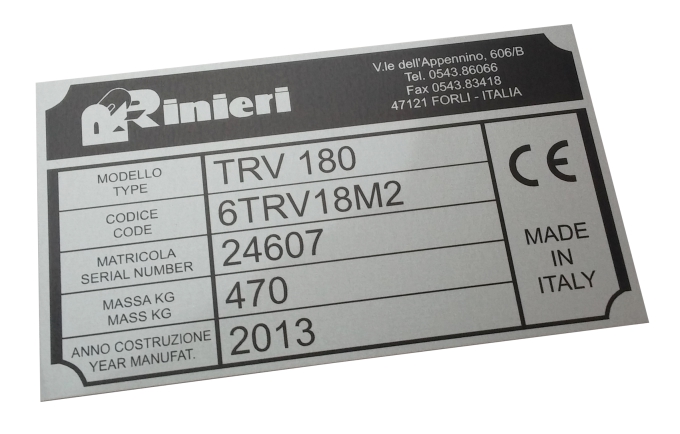 Rinieri
V.le dell'Appennino, 606/B
Tel. 0543.86066
Fax 0543.83418
47121 FORLI - ITALIA
MODELLO
TYPE
TRV 180
CODICE
CODE
6TRV18M2
MATRICOLA
SERIAL NUMBER
24607
MASSA KG
MASS KG
470
ANNO COSTRUZIONE
YEAR MANUFAT.
2013
CE
MADE
IN
ITALY